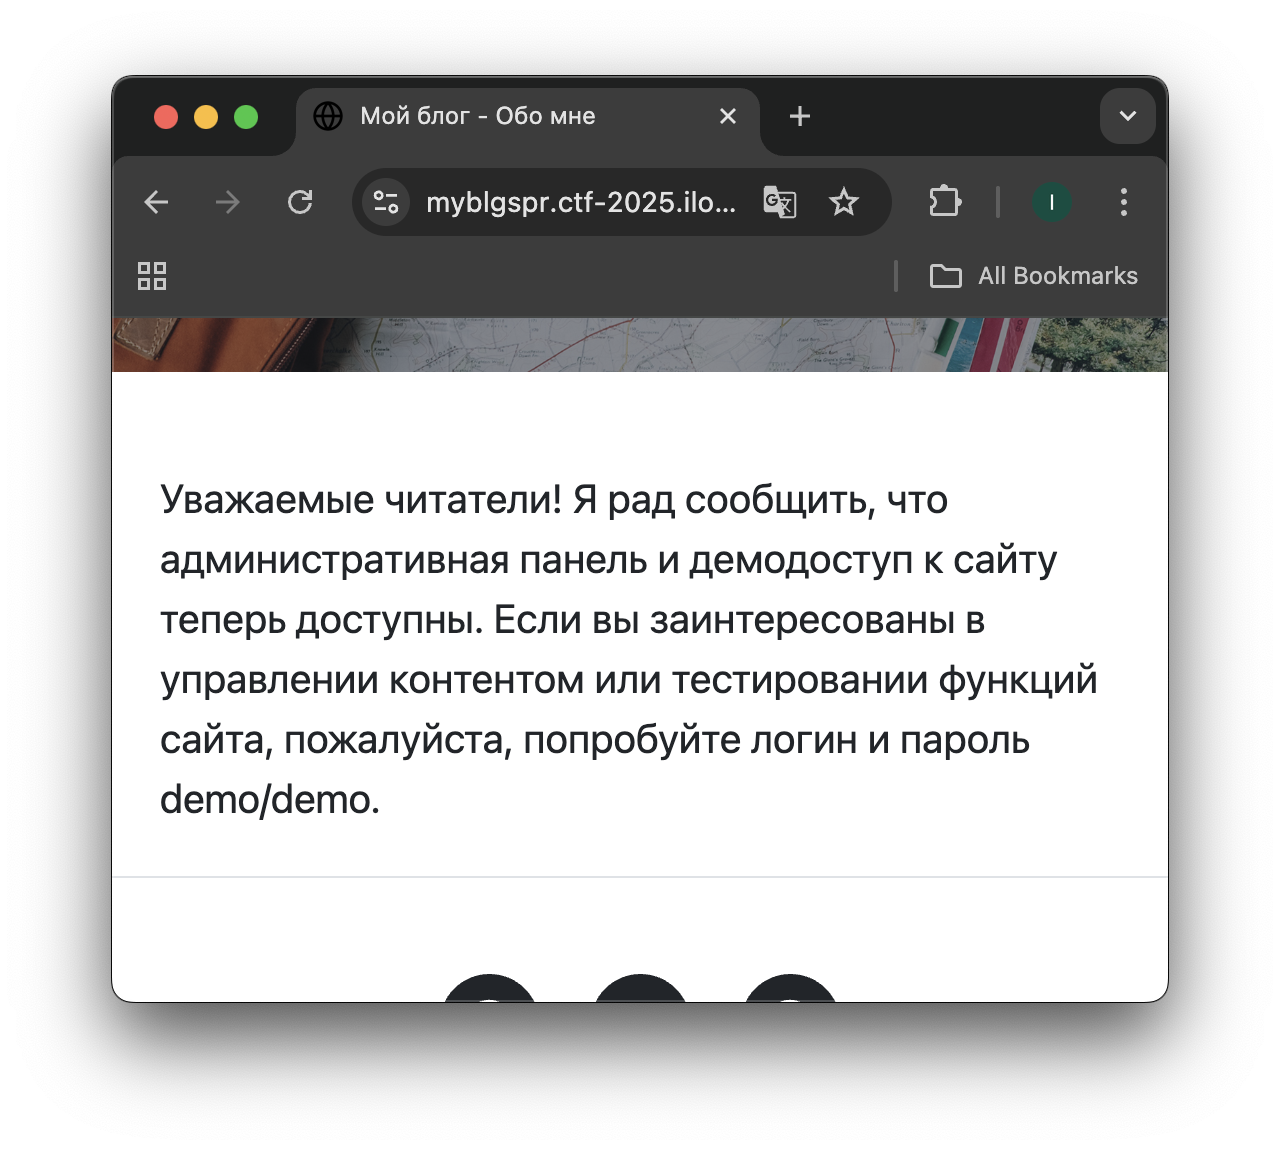 Мой блог - Обо мне
myblgspr.ctf-2025.ilo...
I
All Bookmarks
Уважаемые читатели! Я рад сообщить, что
административная панель и демодоступ к сайту
теперь доступны. Если вы заинтересованы в
управлении контентом или тестировании функций
сайта, пожалуйста, попробуйте логин и пароль
demo/demo.